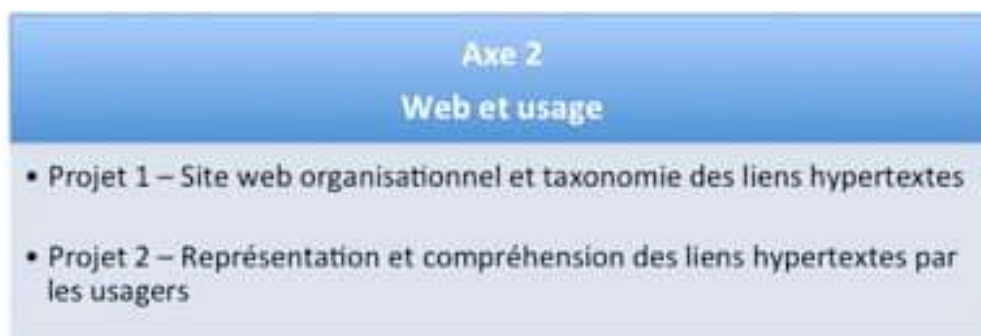 Axe 2
Web et usage
• Projet 1 – Site web organisationnel et taxonomie des liens hypertextes
• Projet 2 – Représentation et compréhension des liens hypertextes par
les usagers